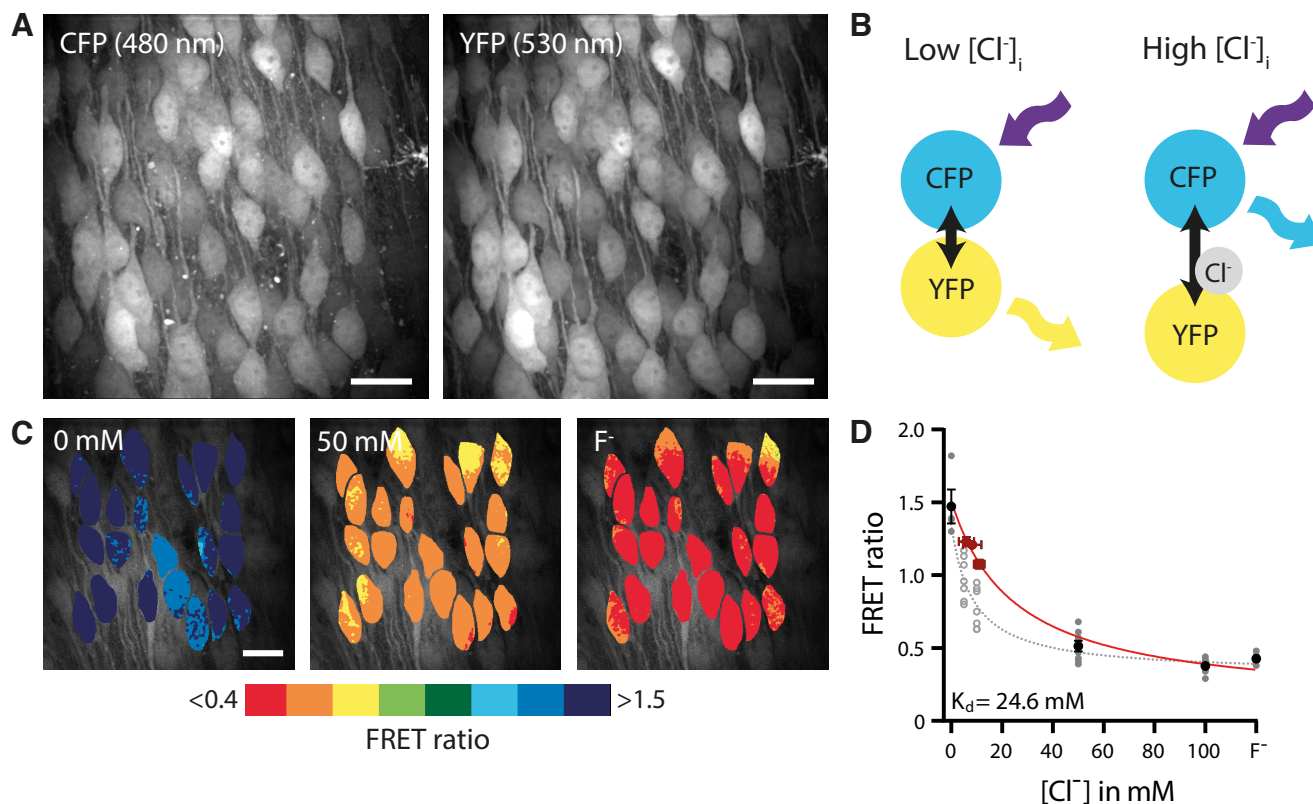 A
CFP (480 nm)
YFP (530 nm)
B
Low [Cl⁻]ᵢ
High [Cl⁻]ᵢ
CFP
YFP
CFP
Cl⁻
YFP
C
0 mM
50 mM
F⁻
<0.4
>1.5
FRET ratio
D
2.0
1.5
1.0
0.5
0
FRET ratio
K_d = 24.6 mM
0
20
40
60
80
100
F⁻
[Cl⁻] in mM